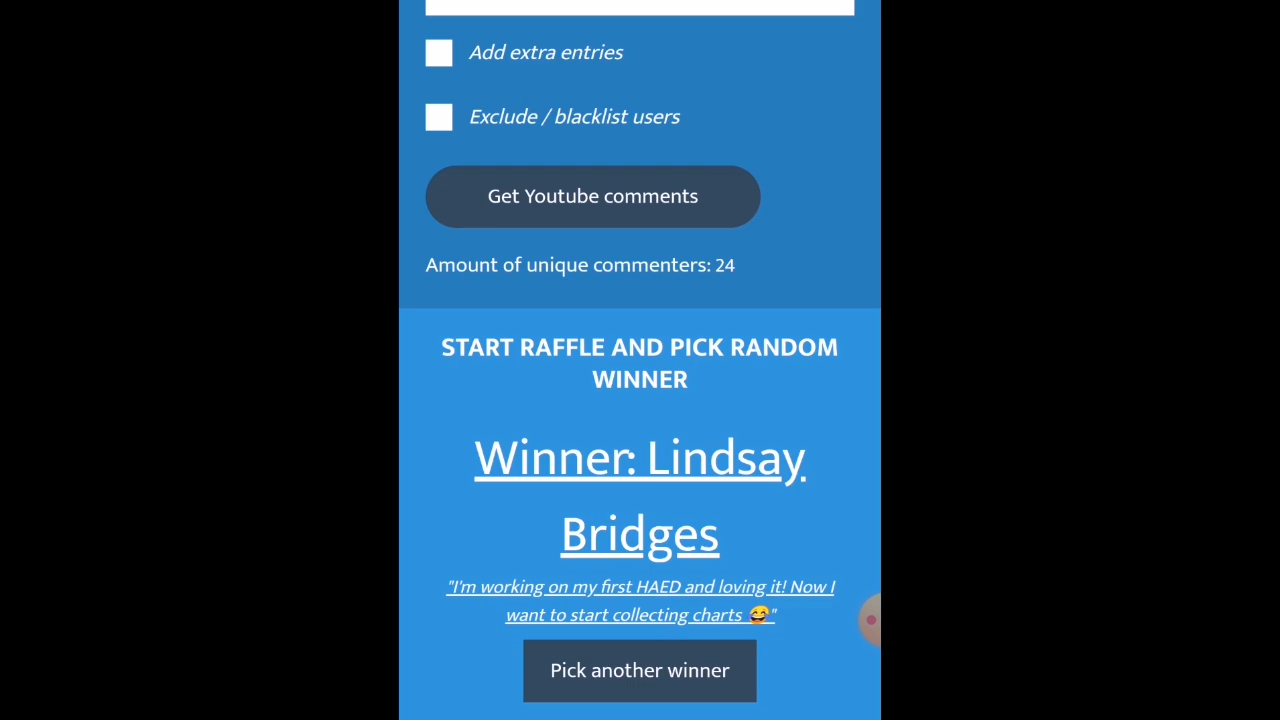 Add extra entries
Exclude / blacklist users
Get Youtube comments
Amount of unique commenters: 24
START RAFFLE AND PICK RANDOM
WINNER
Winner: Lindsay
Bridges
"I'm working on my first HAED and loving it! Now I
want to start collecting charts 😂"
Pick another winner